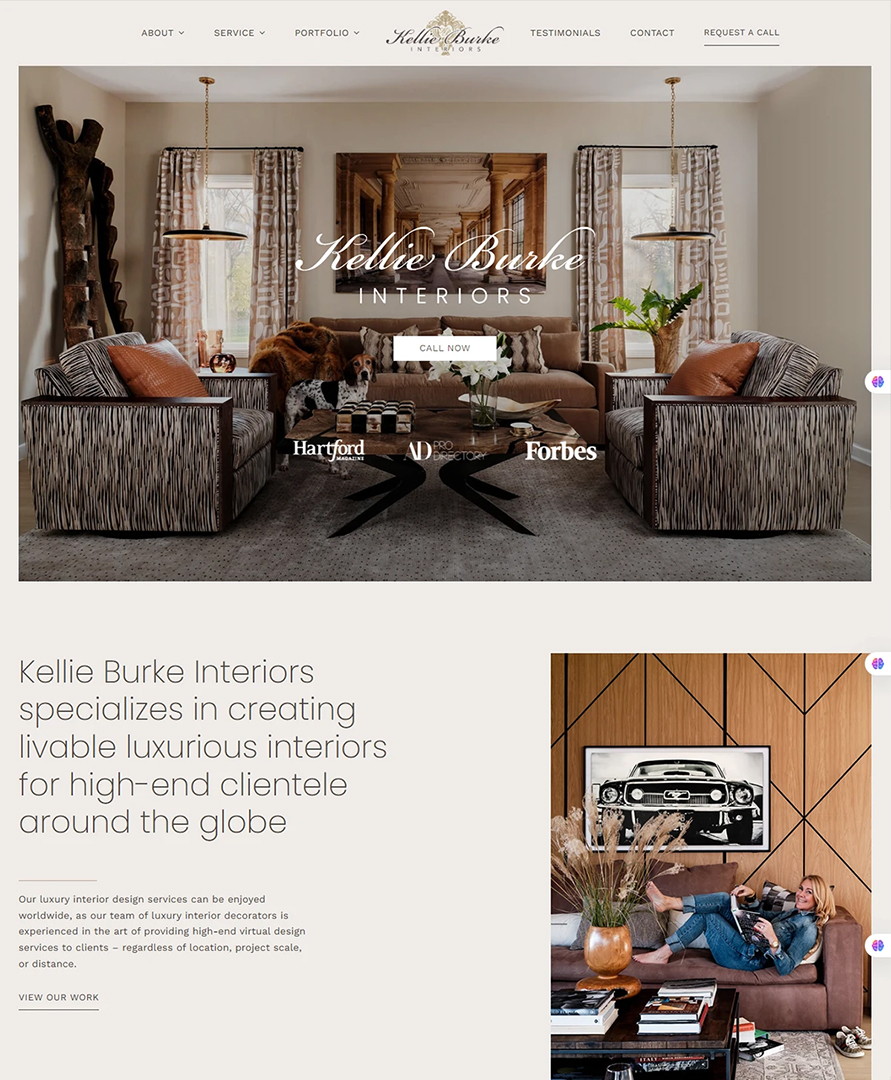 ABOUT
SERVICE
PORTFOLIO
Kellie Burke
INTERIORS
TESTIMONIALS
CONTACT
REQUEST A CALL
Kellie Burke
INTERIORS
CALL NOW
Hartford
MAGAZINE
AD PRO
DIRECTORY
Forbes
Kellie Burke Interiors
specializes in creating
livable luxurious interiors
for high-end clientele
around the globe
Our luxury interior design services can be enjoyed
worldwide, as our team of luxury interior decorators is
experienced in the art of providing high-end virtual design
services to clients – regardless of location, project scale,
or distance.
VIEW OUR WORK
ITALY